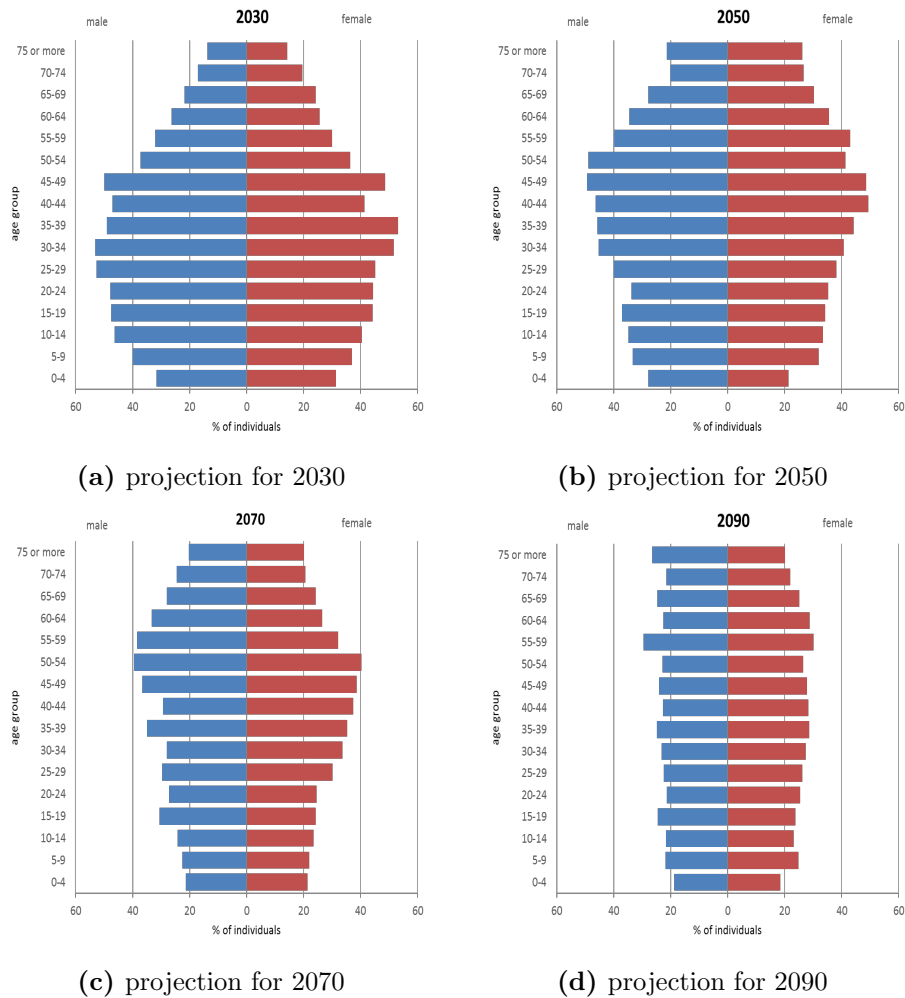 male 2030 female
75 or more
70-74
65-69
60-64
55-59
50-54
45-49
40-44
35-39
30-34
25-29
20-24
15-19
10-14
5-9
0-4
age group
60 40 20 0 20 40 60
% of individuals
(a) projection for 2030
male 2050 female
75 or more
70-74
65-69
60-64
55-59
50-54
45-49
40-44
35-39
30-34
25-29
20-24
15-19
10-14
5-9
0-4
age group
60 40 20 0 20 40 60
% of individuals
(b) projection for 2050
male 2070 female
75 or more
70-74
65-69
60-64
55-59
50-54
45-49
40-44
35-39
30-34
25-29
20-24
15-19
10-14
5-9
0-4
age group
60 40 20 0 20 40 60
% of individuals
(c) projection for 2070
male 2090 female
75 or more
70-74
65-69
60-64
55-59
50-54
45-49
40-44
35-39
30-34
25-29
20-24
15-19
10-14
5-9
0-4
age group
60 40 20 0 20 40 60
% of individuals
(d) projection for 2090